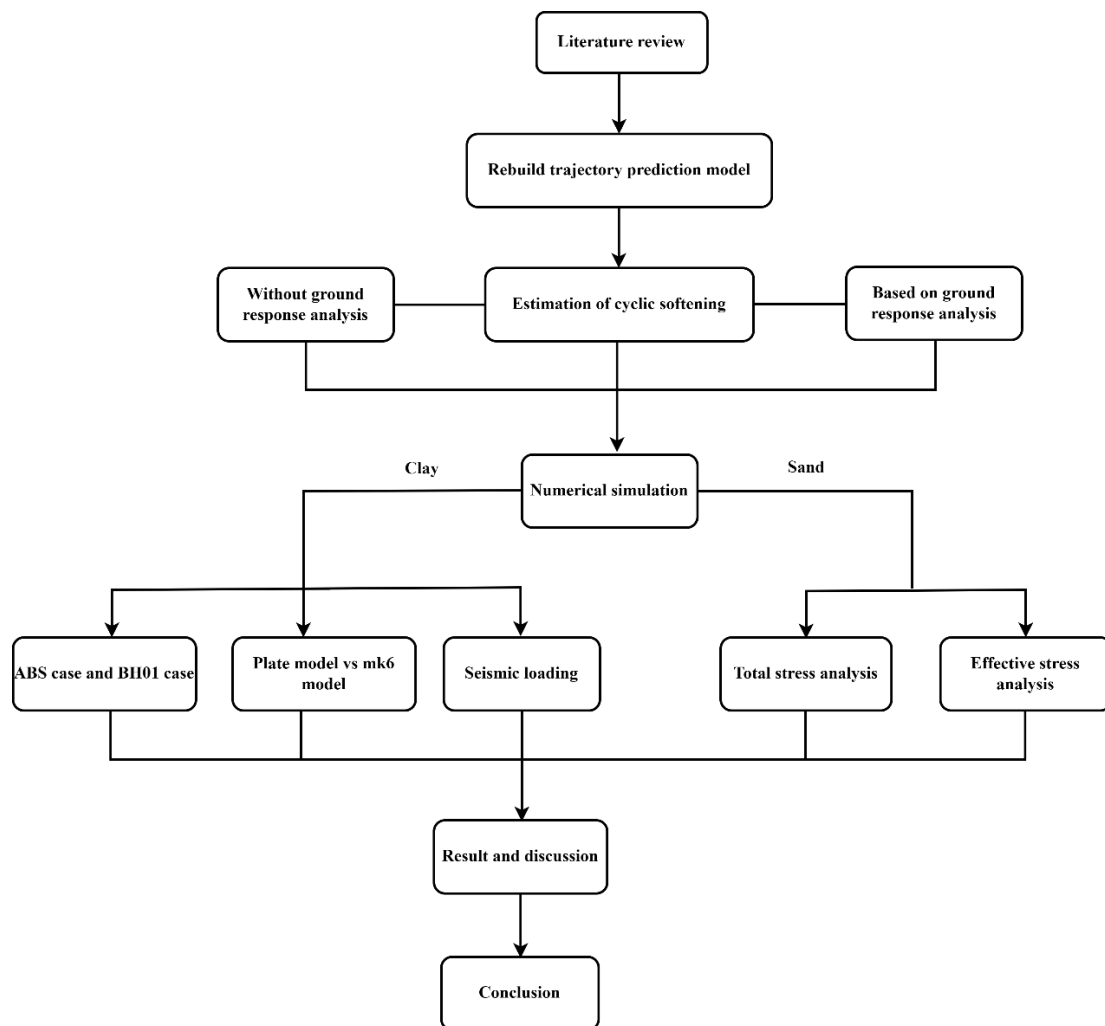 Literature review
Rebuild trajectory prediction model
Without ground
response analysis
Estimation of cyclic softening
Based on ground
response analysis
Clay
Sand
Numerical simulation
ABS case and BH01 case
Plate model vs mk6
model
Seismic loading
Total stress analysis
Effective stress
analysis
Result and discussion
Conclusion